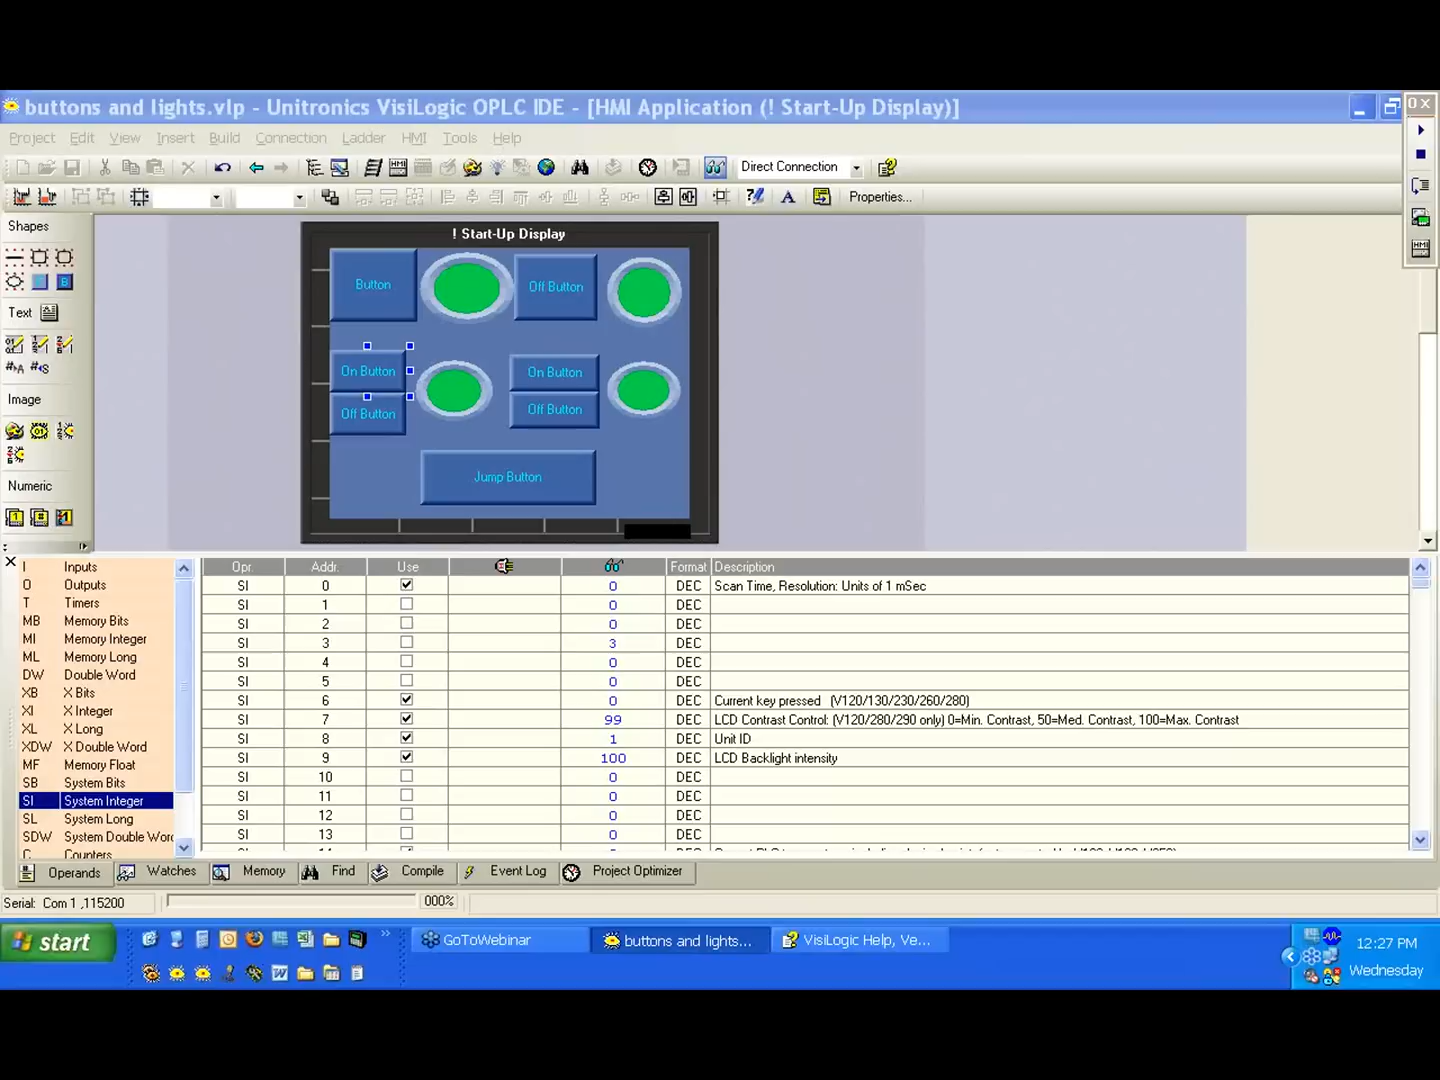 buttons and lights.vlp - Unitronics VisiLogic OPLC IDE - [HMI Application (! Start-Up Display)]
Project Edit View Insert Build Connection Ladder HMI Tools Help
Direct Connection
Properties...
Shapes
Text
Image
Numeric
! Start-Up Display
Button
Off Button
On Button
On Button
Off Button
Off Button
Jump Button
I Inputs
O Outputs
T Timers
MB Memory Bits
MI Memory Integer
ML Memory Long
DW Double Word
XB X Bits
XI X Integer
XL X Long
XDW X Double Word
MF Memory Float
SB System Bits
SI System Integer
SL System Long
SDW System Double Word
C Counters
Opr. Addr. Use Format Description
SI 0 0 DEC Scan Time, Resolution: Units of 1 mSec
SI 1 0 DEC
SI 2 0 DEC
SI 3 3 DEC
SI 4 0 DEC
SI 5 0 DEC
SI 6 0 DEC Current key pressed (V120/130/230/260/280)
SI 7 99 DEC LCD Contrast Control: (V120/280/290 only) 0=Min. Contrast, 50=Med. Contrast, 100=Max. Contrast
SI 8 1 DEC Unit ID
SI 9 100 DEC LCD Backlight intensity
SI 10 0 DEC
SI 11 0 DEC
SI 12 0 DEC
SI 13 0 DEC
Operands Watches Memory Find Compile Event Log Project Optimizer
Serial: Com 1 ,115200 000%
start GoToWebinar buttons and lights... VisiLogic Help, Ve... 12:27 PM
Wednesday